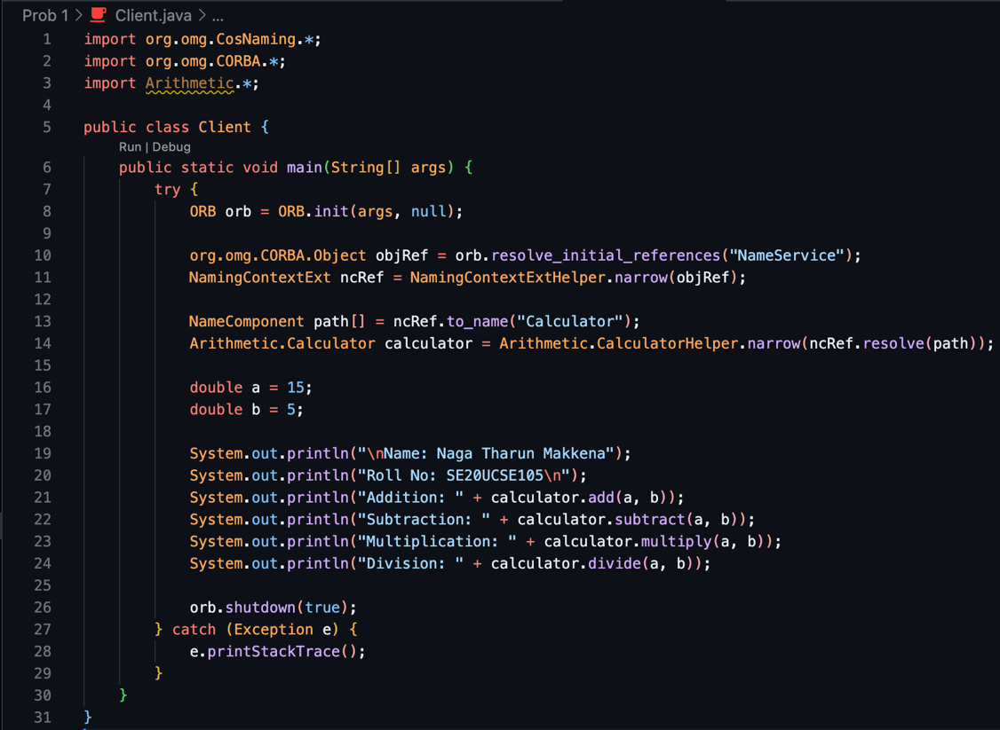 Prob 1 > Client.java > ...
1 import org.omg.CosNaming.*;
2 import org.omg.CORBA.*;
3 import Arithmetic.*;
4
5 public class Client {
Run | Debug
6     public static void main(String[] args) {
7         try {
8             ORB orb = ORB.init(args, null);
9
10             org.omg.CORBA.Object objRef = orb.resolve_initial_references("NameService");
11             NamingContextExt ncRef = NamingContextExtHelper.narrow(objRef);
12
13             NameComponent path[] = ncRef.to_name("Calculator");
14             Arithmetic.Calculator calculator = Arithmetic.CalculatorHelper.narrow(ncRef.resolve(path));
15
16             double a = 15;
17             double b = 5;
18
19             System.out.println("\nName: Naga Tharun Makkena");
20             System.out.println("Roll No: SE20UCSE105\n");
21             System.out.println("Addition: " + calculator.add(a, b));
22             System.out.println("Subtraction: " + calculator.subtract(a, b));
23             System.out.println("Multiplication: " + calculator.multiply(a, b));
24             System.out.println("Division: " + calculator.divide(a, b));
25
26             orb.shutdown(true);
27         } catch (Exception e) {
28             e.printStackTrace();
29         }
30     }
31 }